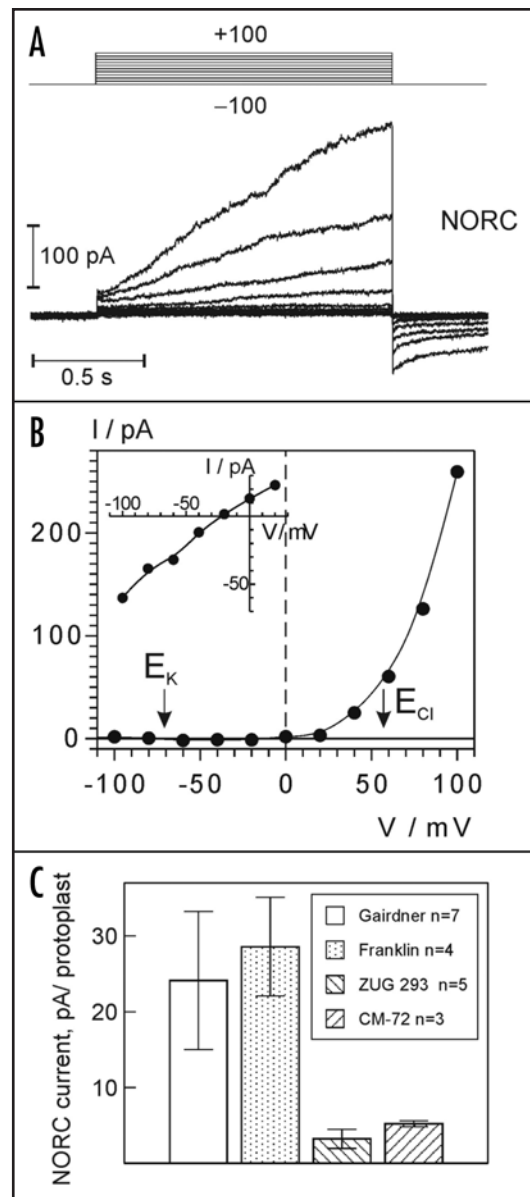 A
+100
−100
NORC
100 pA
0.5 s
B
I / pA
I / pA
-100
-50
V / mV
-50
200
100
0
E_K
E_Cl
-100
-50
0
50
100
V / mV
C
NORC current, pA/ protoplast
30
20
10
Gairdner n=7
Franklin n=4
ZUG 293 n=5
CM-72 n=3